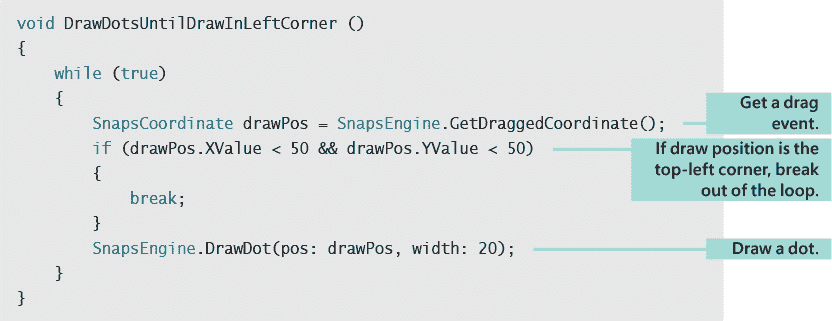 void DrawDotsUntilDrawInLeftCorner ()
{
    while (true)
    {
        SnapsCoordinate drawPos = SnapsEngine.GetDraggedCoordinate();
        if (drawPos.XValue < 50 && drawPos.YValue < 50)
        {
            break;
        }
        SnapsEngine.DrawDot(pos: drawPos, width: 20);
    }
}
Get a drag
event.
If draw position is the
top-left corner, break
out of the loop.
Draw a dot.